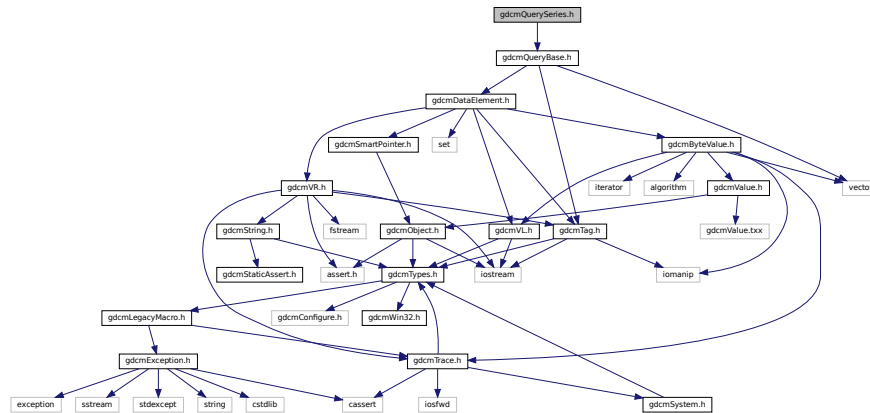 gdcmQuerySeries.h
gdcmQueryBase.h
gdcmDataElement.h
gdcmSmartPointer.h
set
gdcmByteValue.h
gdcmVR.h
iterator
algorithm
gdcmValue.h
vecto
gdcmString.h
fstream
gdcmObject.h
gdcmVL.h
gdcmTag.h
gdcmValue.txx
gdcmStaticAssert.h
assert.h
gdcmTypes.h
iostream
iomanip
gdcmLegacyMacro.h
gdcmConfigure.h
gdcmWin32.h
gdcmException.h
gdcmTrace.h
exception
sstream
stdexcept
string
cstdlib
cassert
iosfwd
gdcmSystem.h